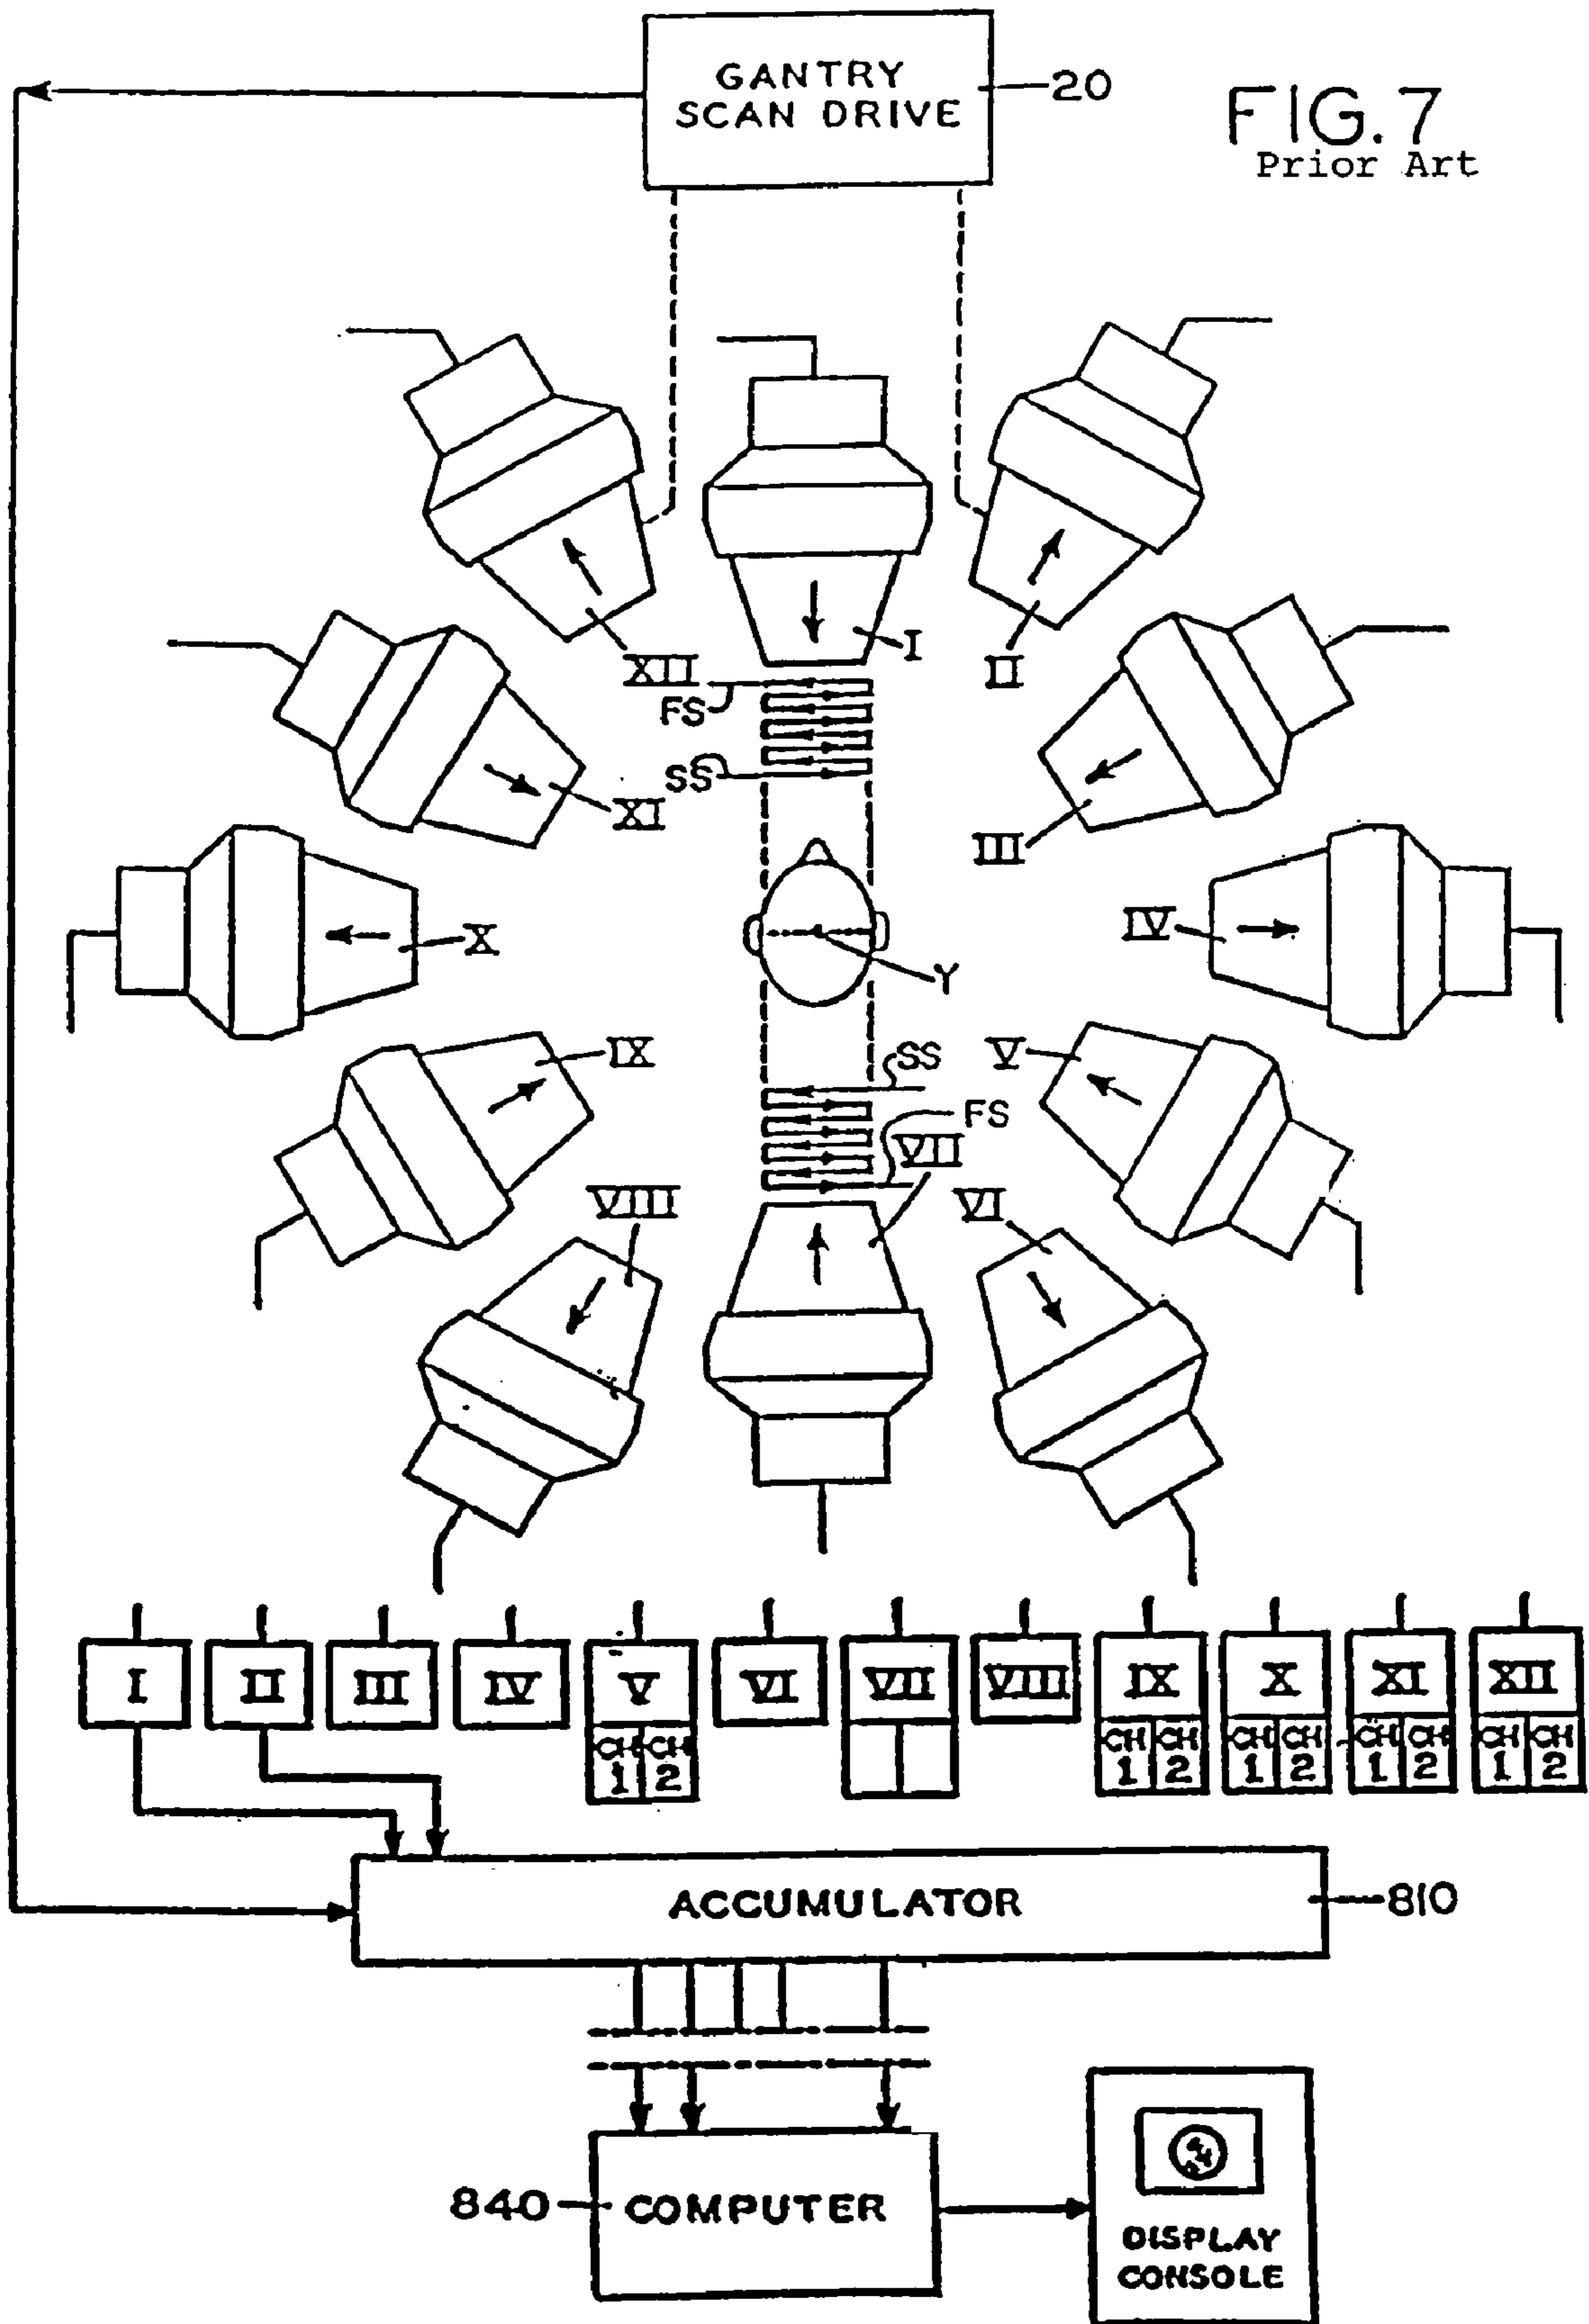 GANTRY
SCAN DRIVE
20
FIG. 7
Prior Art
XII
I
II
FS
SS
XI
III
X
IV
Y
IX
SS
V
FS
VII
VIII
VI
I II III IV V VI VII VIII IX X XI XII
CH 1 CH 2 CH 1 CH 2 CH 1 CH 2 CH 1 CH 2 CH 1 CH 2
ACCUMULATOR
810
840
COMPUTER
DISPLAY
CONSOLE